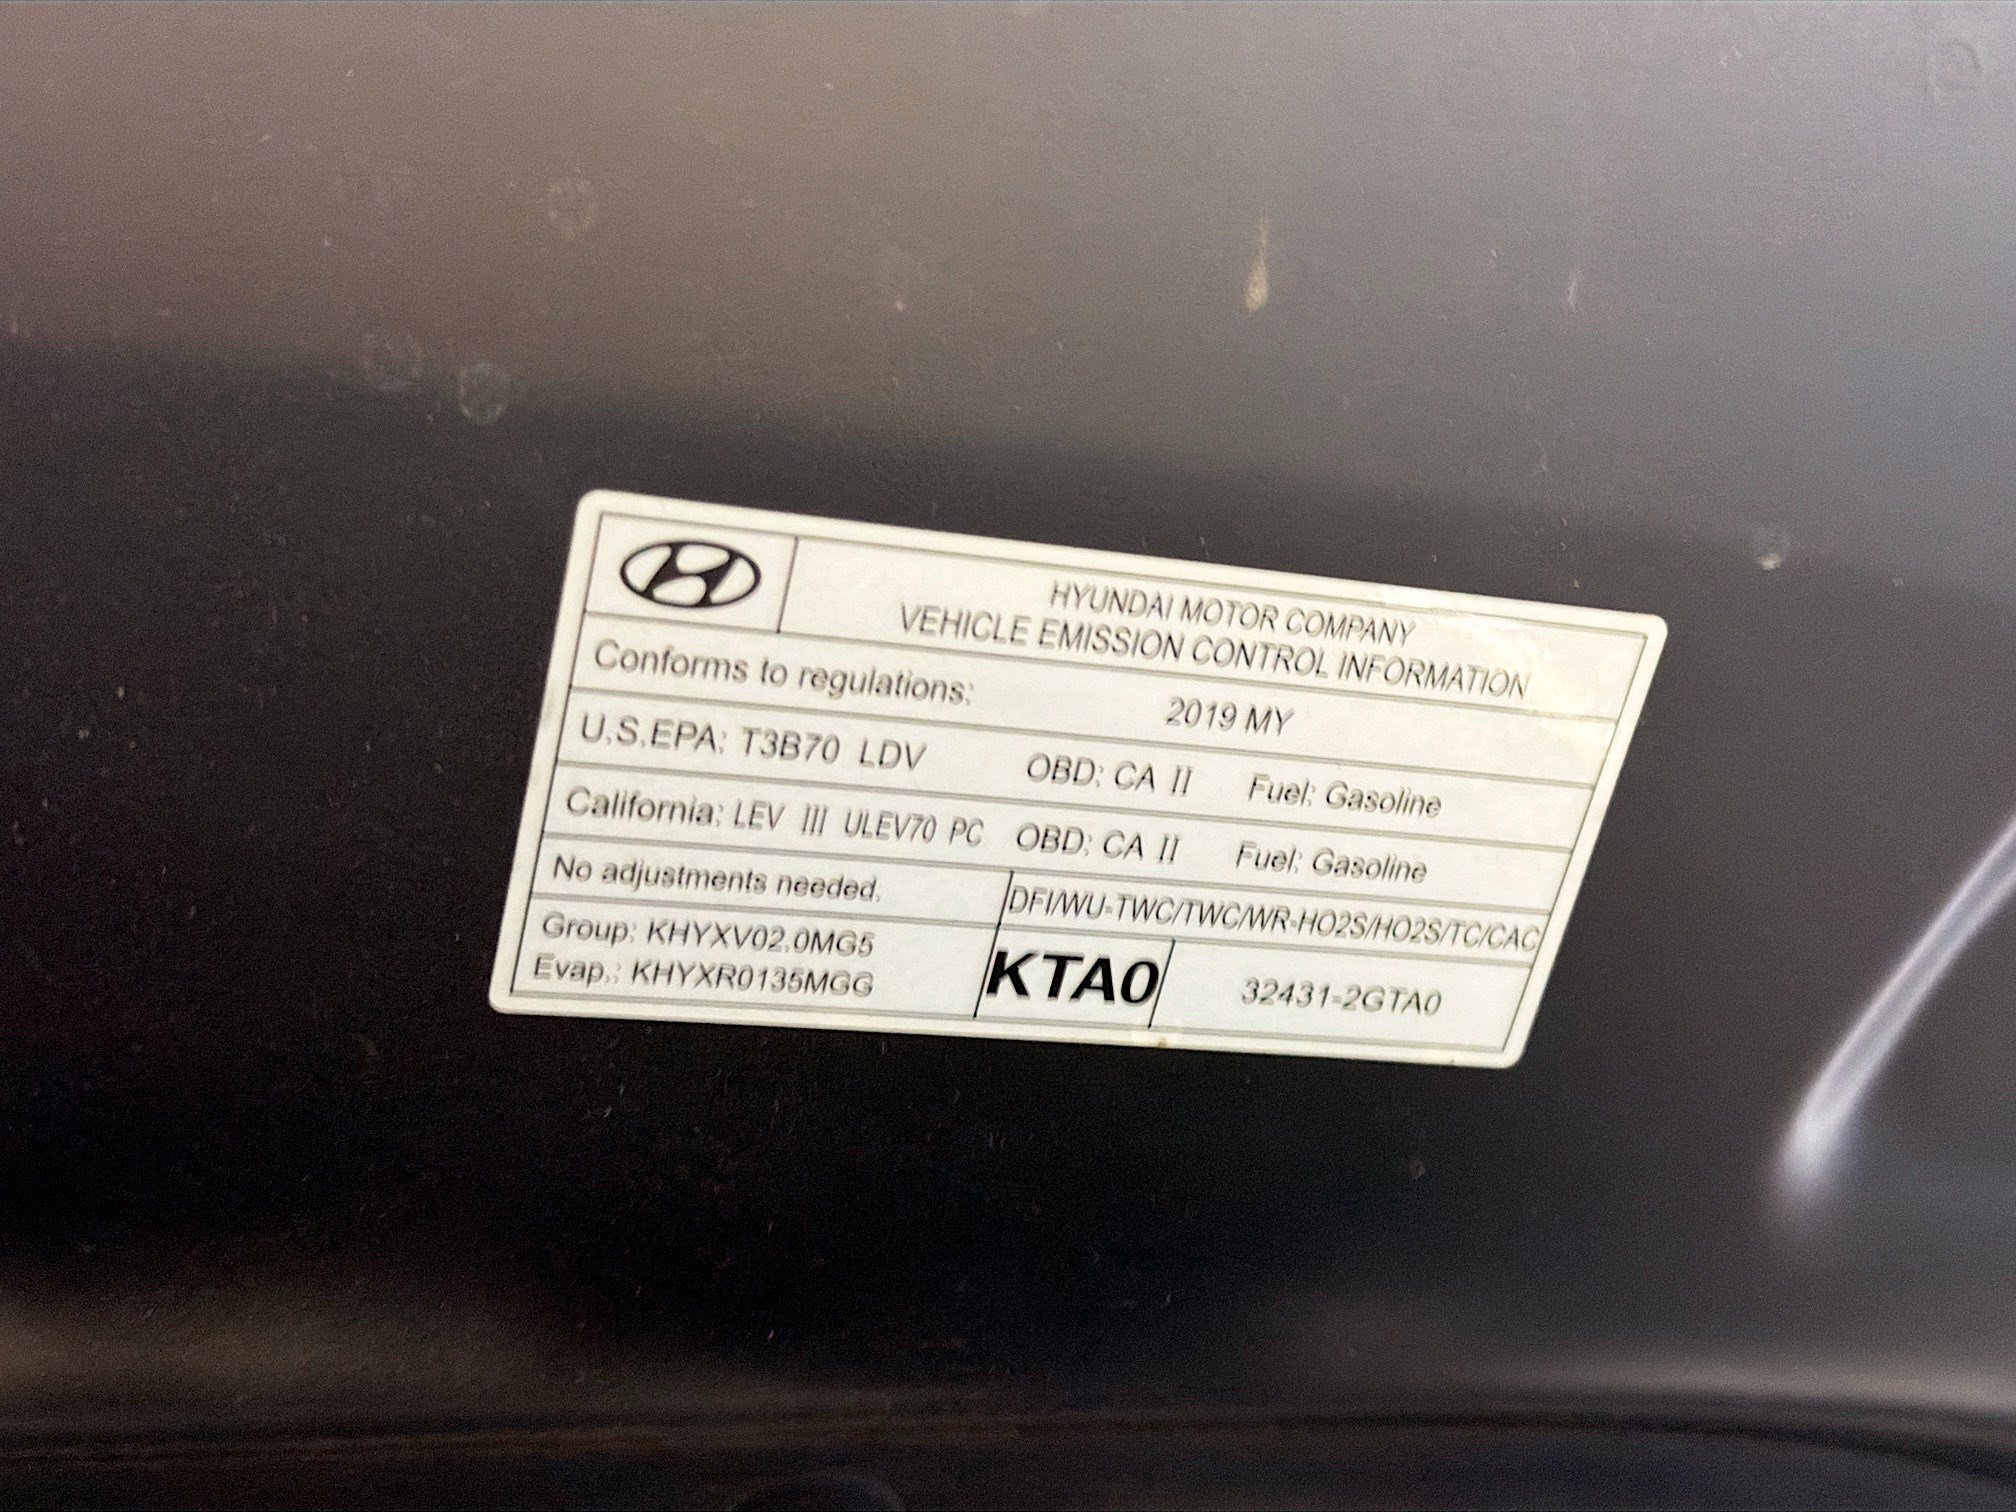 HYUNDAI MOTOR COMPANY
VEHICLE EMISSION CONTROL INFORMATION
Conforms to regulations: 2019 MY
U.S.EPA: T3B70 LDV OBD: CA II Fuel: Gasoline
California: LEV III ULEV70 PC OBD: CA II Fuel: Gasoline
No adjustments needed. DFI/WU-TWC/TWC/WR-HO2S/HO2S/TC/CAC
Group: KHYXV02.0MG5
Evap.: KHYXR0135MGG
KTA0
32431-2GTA0